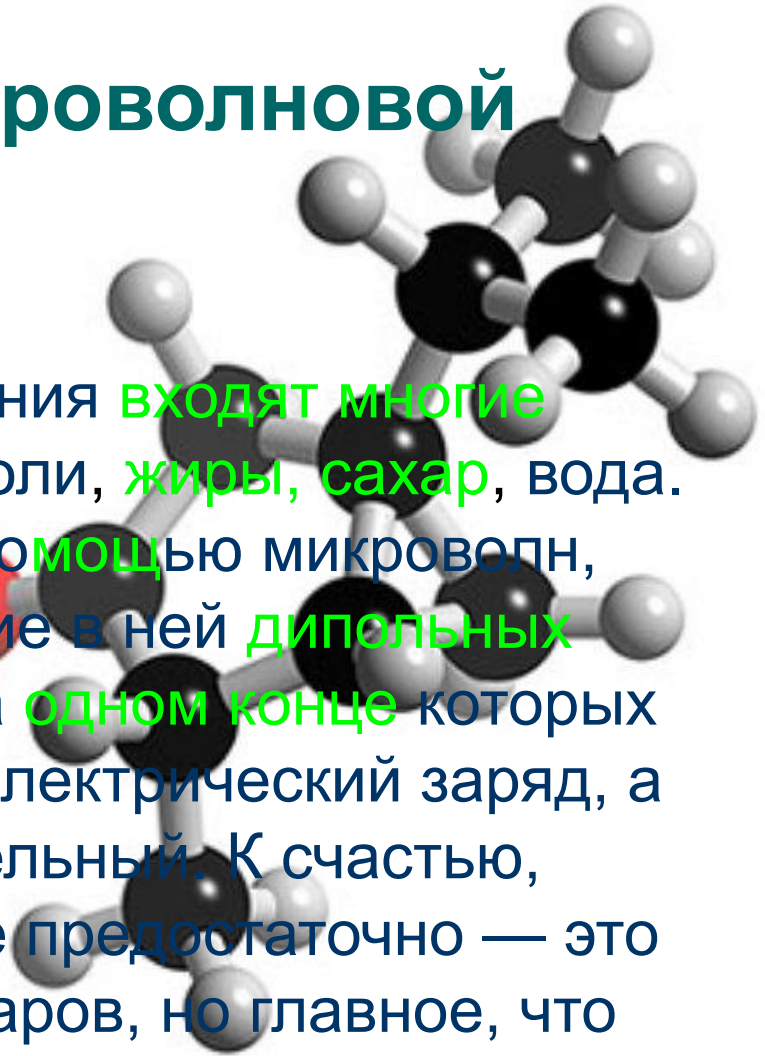 роволновой
ния входят многие
оли, жиры, сахар, вода.
омощью микроволн,
ие в ней дипольных
а одном конце которых
лектрический заряд, а
ельный. К счастью,
е предостаточно — это
аров, но главное, что